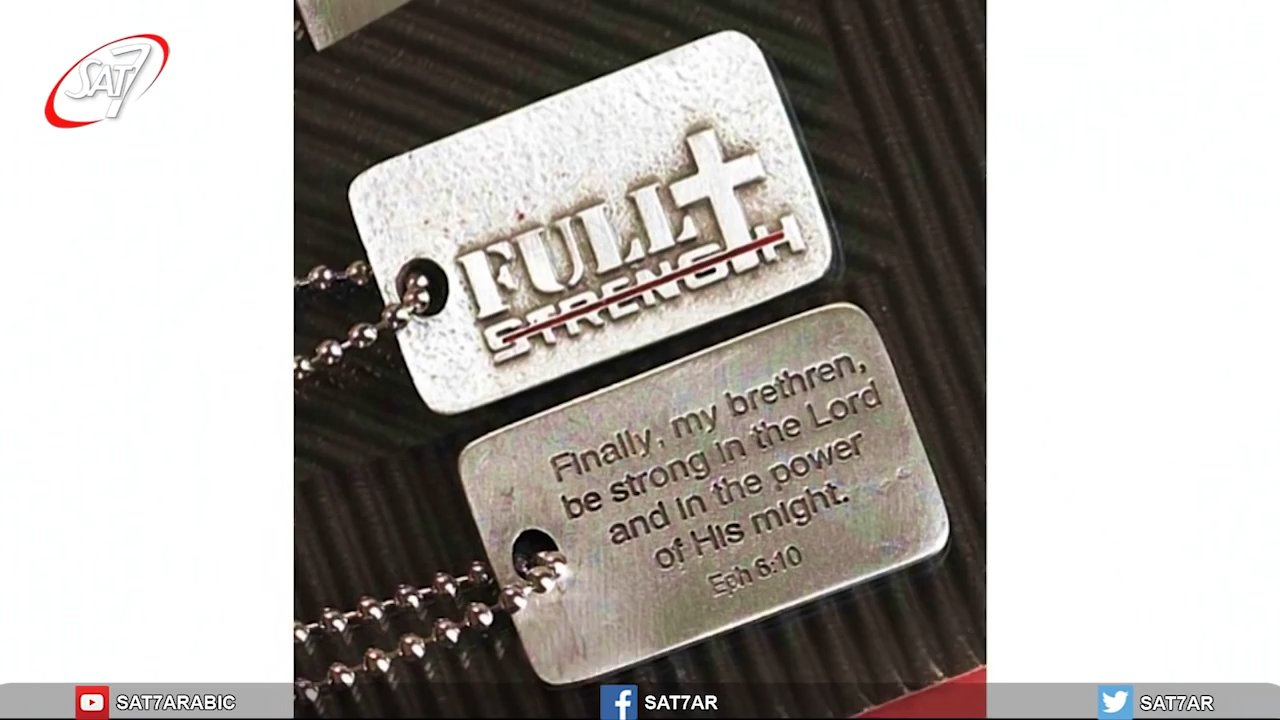 SAT7
FULL
STRENGTH
Finally, my brethren,
be strong in the Lord
and in the power
of His might.
Eph 6:10
SAT7ARABIC
SAT7AR
SAT7AR